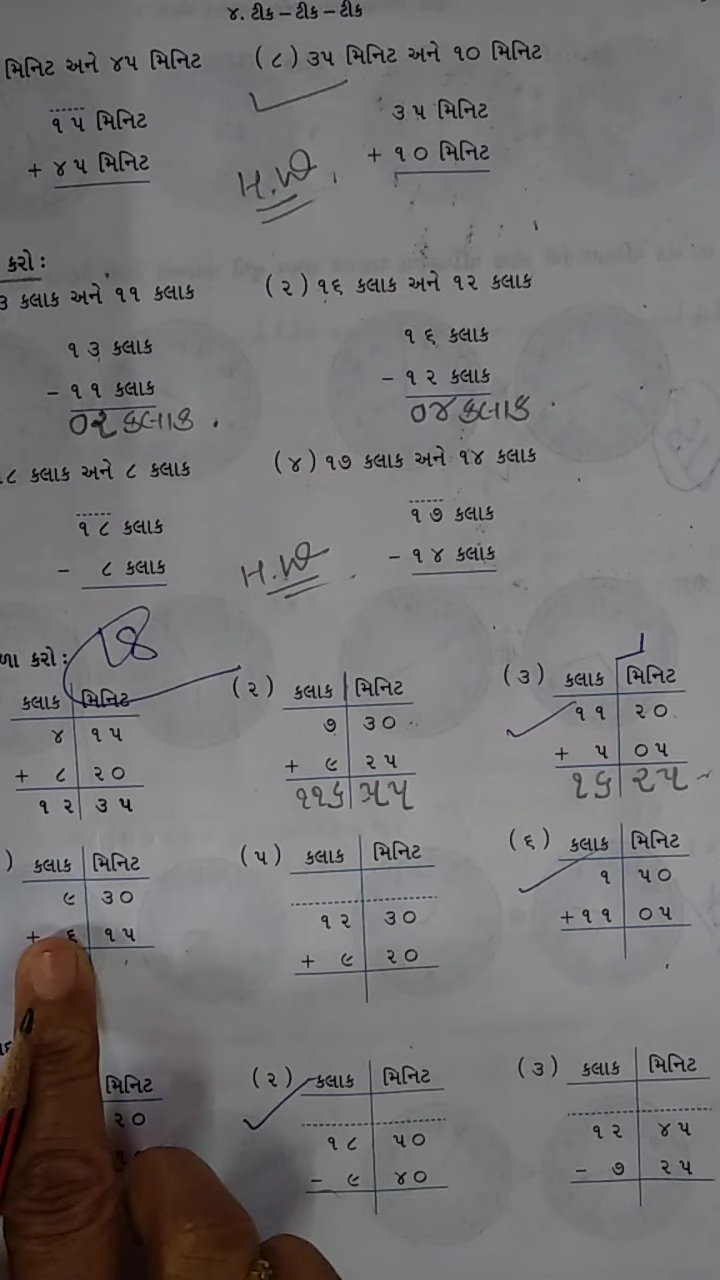 ૪. ટીક – ટીક – ટીક
મિનિટ અને ૪૫ મિનિટ (૮) ૩૫ મિનિટ અને ૧૦ મિનિટ
૧૫ મિનિટ ૩૫ મિનિટ
+ ૪૫ મિનિટ + ૧૦ મિનિટ
H.W.
કરો :
૩ કલાક અને ૧૧ કલાક (૨) ૧૬ કલાક અને ૧૨ કલાક
૧૩ કલાક ૧૬ કલાક
– ૧૧ કલાક – ૧૨ કલાક
૦૨ કલાક . ૦૪ કલાક .
૮ કલાક અને ૮ કલાક (૪) ૧૭ કલાક અને ૧૪ કલાક
૧૮ કલાક ૧૭ કલાક
– ૮ કલાક – ૧૪ કલાક
H.W.
ળા કરો :
કલાક મિનિટ (૨) કલાક મિનિટ (૩) કલાક મિનિટ
૪ ૧૫ ૭ ૩૦ ૧૧ ૨૦
+ ૮ ૨૦ + ૯ ૨૫ + ૫ ૦૫
૧૨ ૩૫ ૧૧૬ ૫૫ ૧૬ ૨૫
) કલાક મિનિટ (૫) કલાક મિનિટ (૬) કલાક મિનિટ
૯ ૩૦ ૧૨ ૩૦ ૧ ૫૦
+ ૬ ૧૫ + ૯ ૨૦ + ૧૧ ૦૫
મિનિટ (૨) કલાક મિનિટ (૩) કલાક મિનિટ
૨૦ ૧૮ ૫૦ ૧૨ ૪૫
– ૯ ૪૦ – ૭ ૨૫